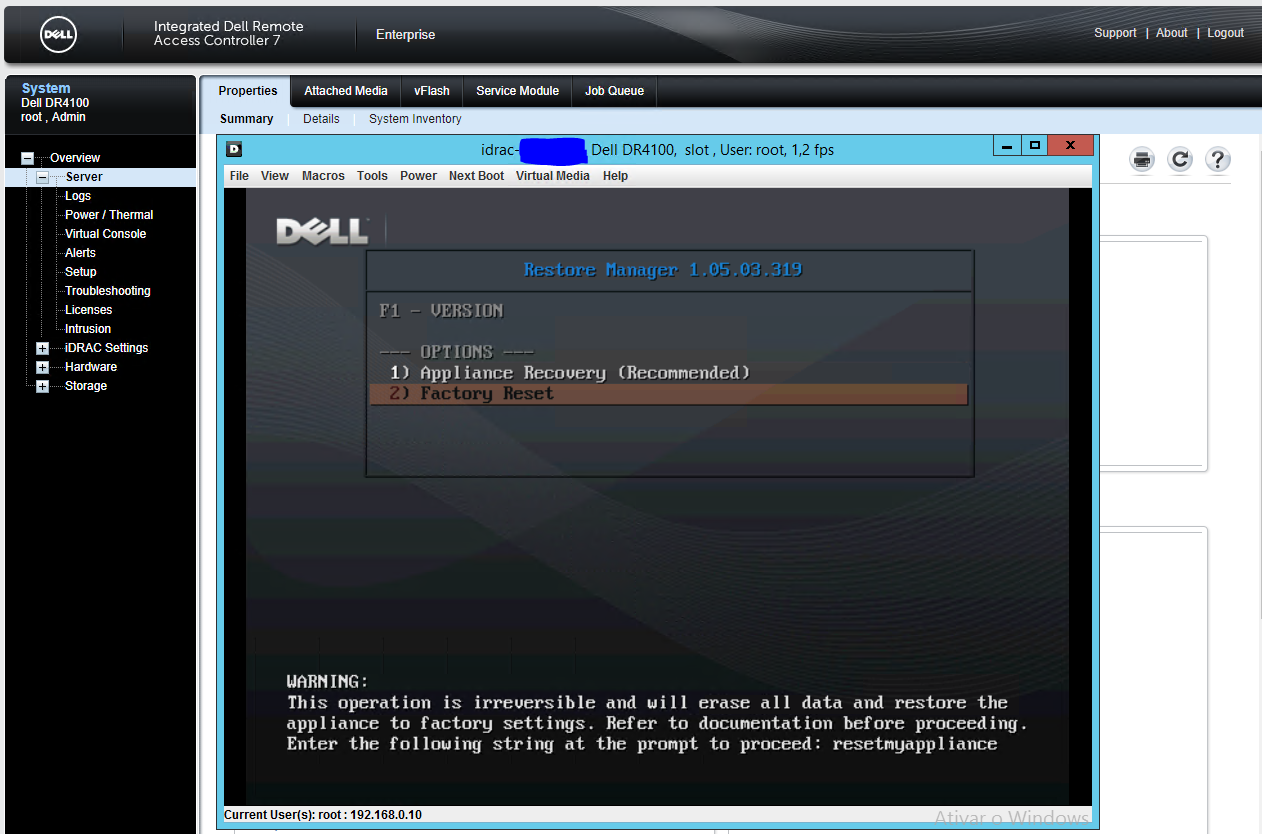 DELL
Integrated Dell Remote
Access Controller 7
Enterprise
Support | About | Logout
System
Dell DR4100
root , Admin
Properties
Attached Media
vFlash
Service Module
Job Queue
Summary
Details
System Inventory
Overview
Server
Logs
Power / Thermal
Virtual Console
Alerts
Setup
Troubleshooting
Licenses
Intrusion
iDRAC Settings
Hardware
Storage
D
idrac-
Dell DR4100, slot , User: root, 1,2 fps
File View Macros Tools Power Next Boot Virtual Media Help
DELL
Restore Manager 1.05.03.319
F1 - VERSION
--- OPTIONS ---
1) Appliance Recovery (Recommended)
2) Factory Reset
WARNING:
This operation is irreversible and will erase all data and restore the
appliance to factory settings. Refer to documentation before proceeding.
Enter the following string at the prompt to proceed: resetmyappliance
Current User(s): root : 192.168.0.10
Ativar o Windows